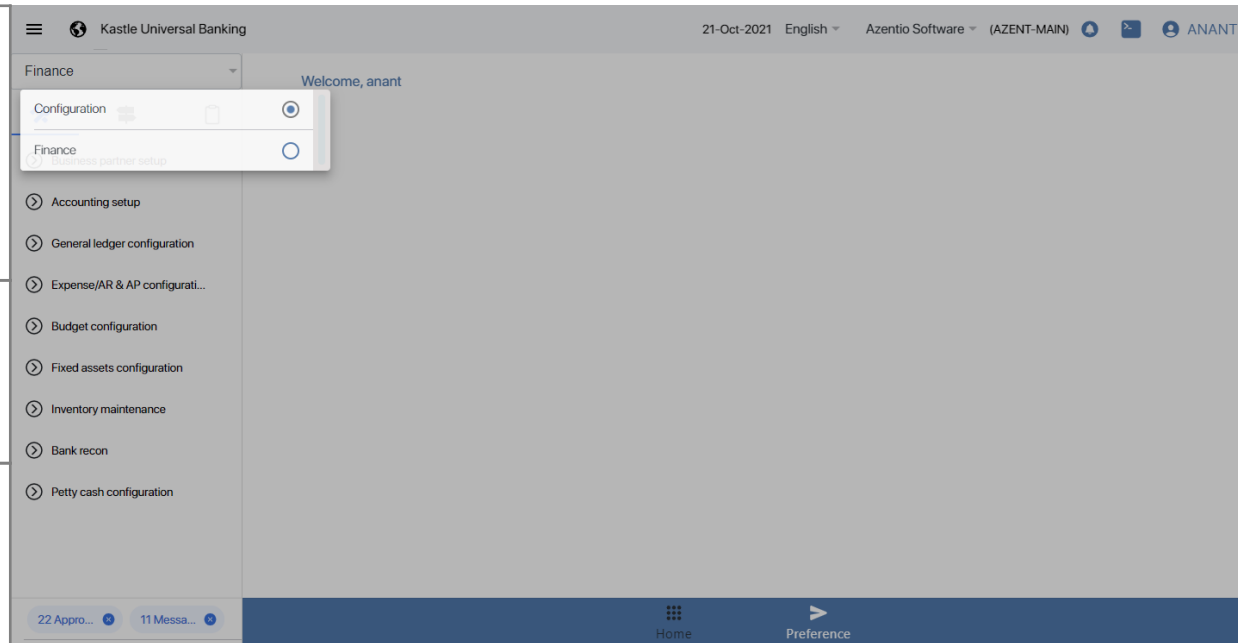 Kastle Universal Banking
21-Oct-2021 English Azentio Software (AZENT-MAIN) ANANT
Finance
Welcome, anant
Configuration
Finance
Business partner setup
Accounting setup
General ledger configuration
Expense/AR & AP configurati...
Budget configuration
Fixed assets configuration
Inventory maintenance
Bank recon
Petty cash configuration
22 Appro... 11 Messa...
Home Preference